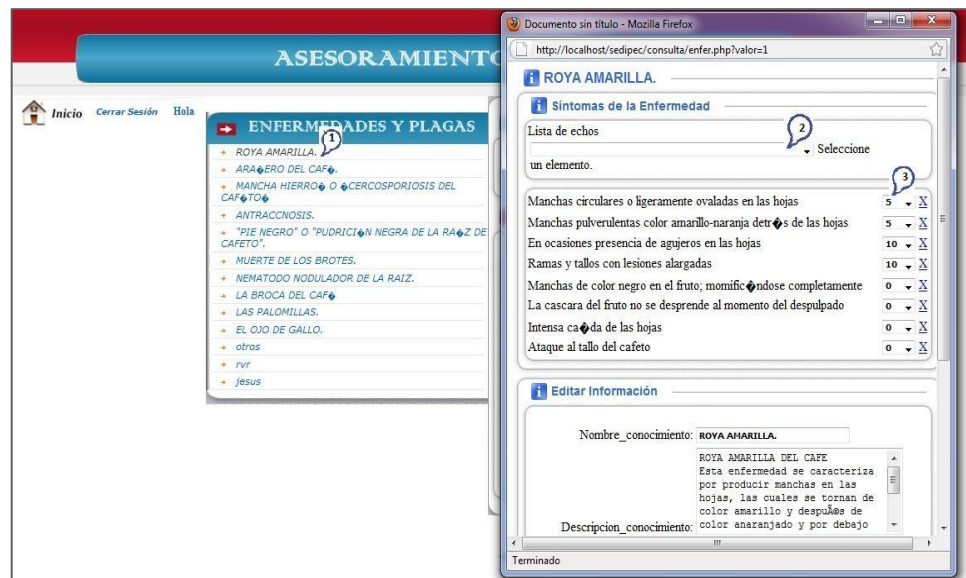 Documento sin título - Mozilla Firefox
http://localhost/sedipec/consulta/enfer.php?valor=1
ASESORAMIENTO
Inicio Cerrar Sesión Hola
ENFERMEDADES Y PLAGAS
1
ROYA AMARILLA.
ARA�ERO DEL CAF�.
MANCHA HIERRO� O �CERCOSPORIOSIS DEL
CAF�TO�
ANTRACCNOSIS.
"PIE NEGRO" O "PUDRICI�N NEGRA DE LA RA�Z DE
CAFETO".
MUERTE DE LOS BROTES.
NEMATODO NODULADOR DE LA RAIZ.
LA BROCA DEL CAF�
LAS PALOMILLAS.
EL OJO DE GALLO.
otros
rvr
jesus
ROYA AMARILLA.
Síntomas de la Enfermedad
Lista de echos
2
Seleccione
un elemento.
3
Manchas circulares o ligeramente ovaladas en las hojas 5 X
Manchas pulverulentas color amarillo-naranja detr�s de las hojas 5 X
En ocasiones presencia de agujeros en las hojas 10 X
Ramas y tallos con lesiones alargadas 10 X
Manchas de color negro en el fruto; momific�ndose completamente 0 X
La cascara del fruto no se desprende al momento del despulpado 0 X
Intensa ca�da de las hojas 0 X
Ataque al tallo del cafeto 0 X
Editar Información
Nombre_conocimiento: ROYA AMARILLA.
ROYA AMARILLA DEL CAFE
Esta enfermedad se caracteriza
por producir manchas en las
hojas, las cuales se tornan de
color amarillo y despuÃ©s de
Descripcion_conocimiento: color anaranjado y por debajo
Terminado